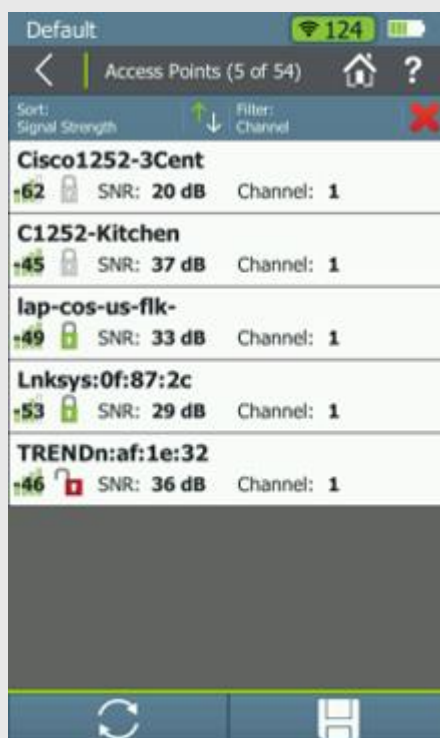 Default 124
Access Points (5 of 54) ?
Sort:
Signal Strength
Filter:
Channel
Cisco1252-3Cent
-62 SNR: 20 dB Channel: 1
C1252-Kitchen
-45 SNR: 37 dB Channel: 1
lap-cos-us-flk-
-49 SNR: 33 dB Channel: 1
Lnksys:0f:87:2c
-53 SNR: 29 dB Channel: 1
TRENDn:af:1e:32
-46 SNR: 36 dB Channel: 1